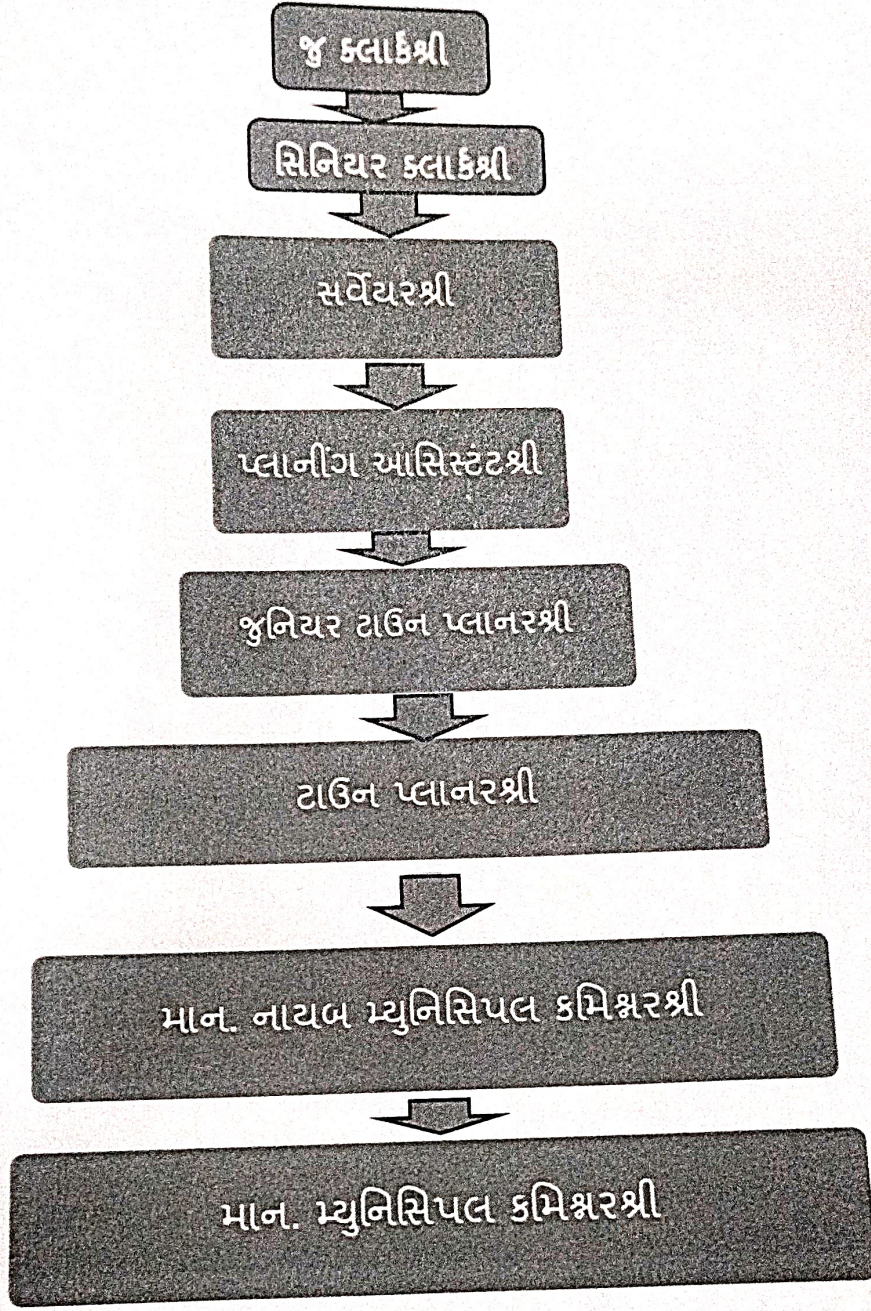 જુ ક્લાર્કશ્રી
સિનિયર ક્લાર્કશ્રી
સર્વેયરશ્રી
પ્લાનીંગ આસિસ્ટંટશ્રી
જુનિયર ટાઉન પ્લાનરશ્રી
ટાઉન પ્લાનરશ્રી
માન. નાયબ મ્યુનિસિપલ કમિશ્નરશ્રી
માન. મ્યુનિસિપલ કમિશ્નરશ્રી